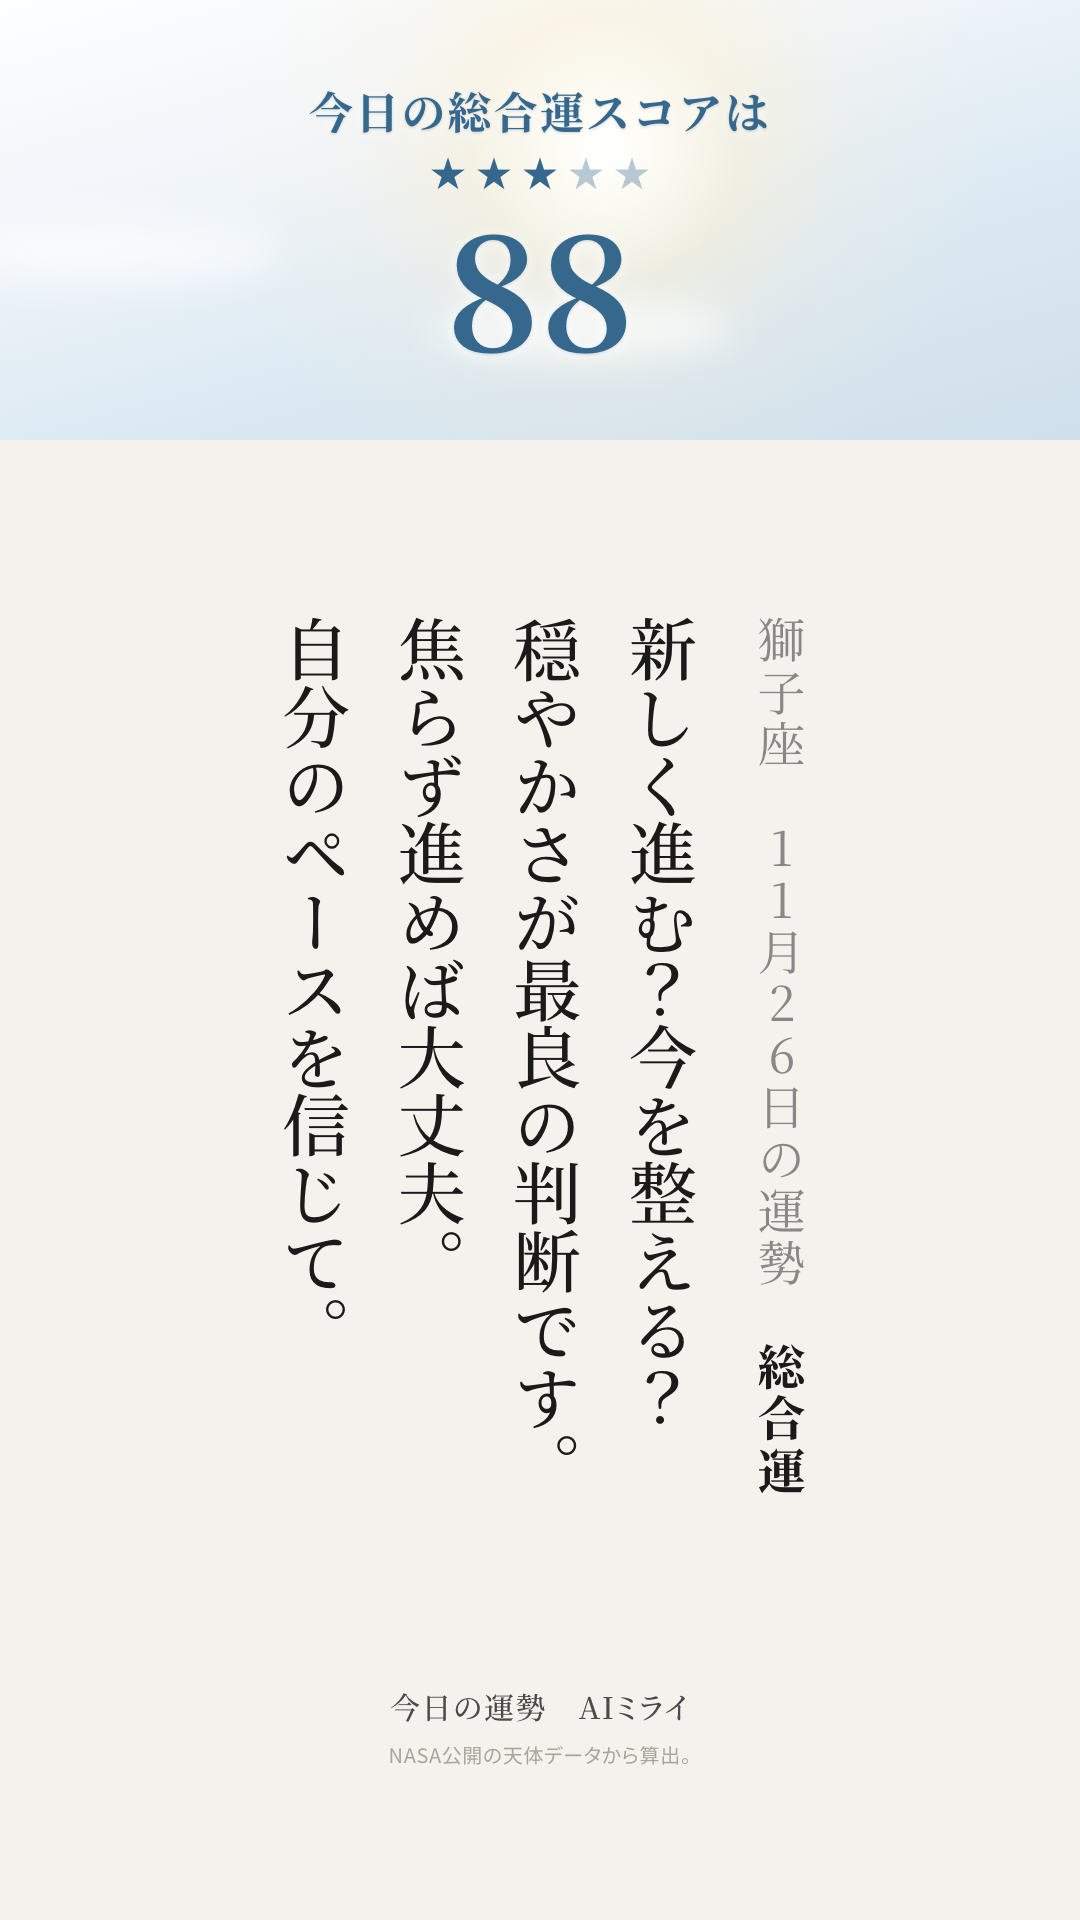 今日の総合運スコアは
★★★★★
88
獅子座　11月26日の運勢　総合運
新しく進む？今を整える？
穏やかさが最良の判断です。
焦らず進めば大丈夫。
自分のペースを信じて。
今日の運勢　AIミライ
NASA公開の天体データから算出。